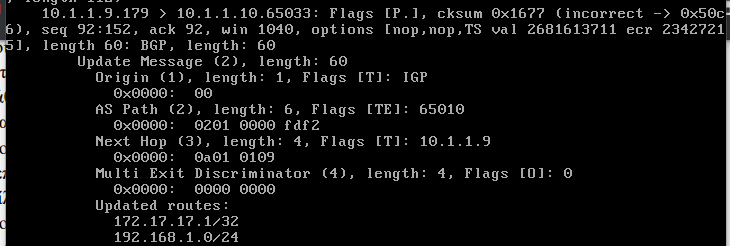 10.1.1.9.179 > 10.1.1.10.65033: Flags [P.], cksum 0x1677 (incorrect -> 0x50c
6), seq 92:152, ack 92, win 1040, options [nop,nop,TS val 2681613711 ecr 2342721
5], length 60: BGP, length: 60
Update Message (2), length: 60
Origin (1), length: 1, Flags [T]: IGP
0x0000:  00
AS Path (2), length: 6, Flags [TE]: 65010
0x0000:  0201 0000 fdf2
Next Hop (3), length: 4, Flags [T]: 10.1.1.9
0x0000:  0a01 0109
Multi Exit Discriminator (4), length: 4, Flags [O]: 0
0x0000:  0000 0000
Updated routes:
172.17.17.1/32
192.168.1.0/24